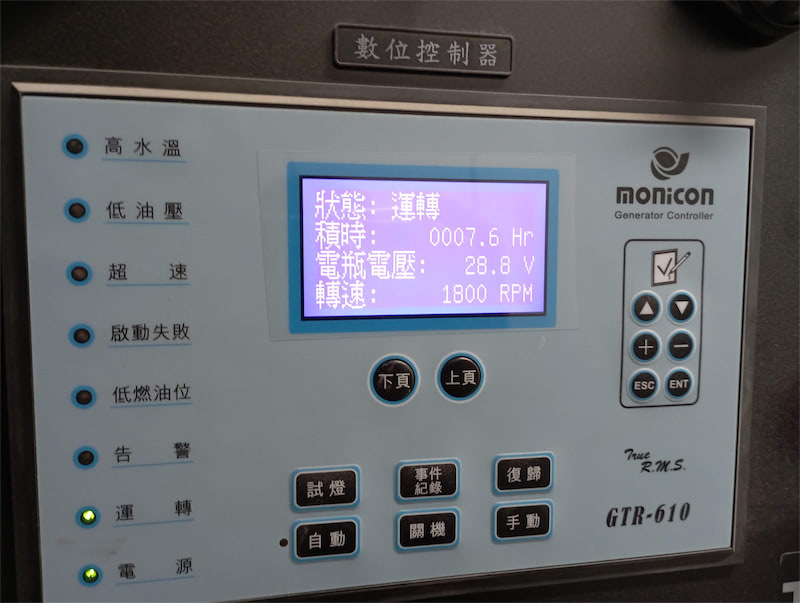 數位控制器
高水溫
低油壓
超速
啟動失敗
低燃油位
告警
運轉
電源
狀態: 運轉
積時: 0007.6 Hr
電瓶電壓: 28.8 V
轉速: 1800 RPM
下頁
上頁
試燈
事件
紀錄
復歸
自動
關機
手動
monicon
Generator Controller
+
−
ESC
ENT
True
R.M.S.
GTR-610